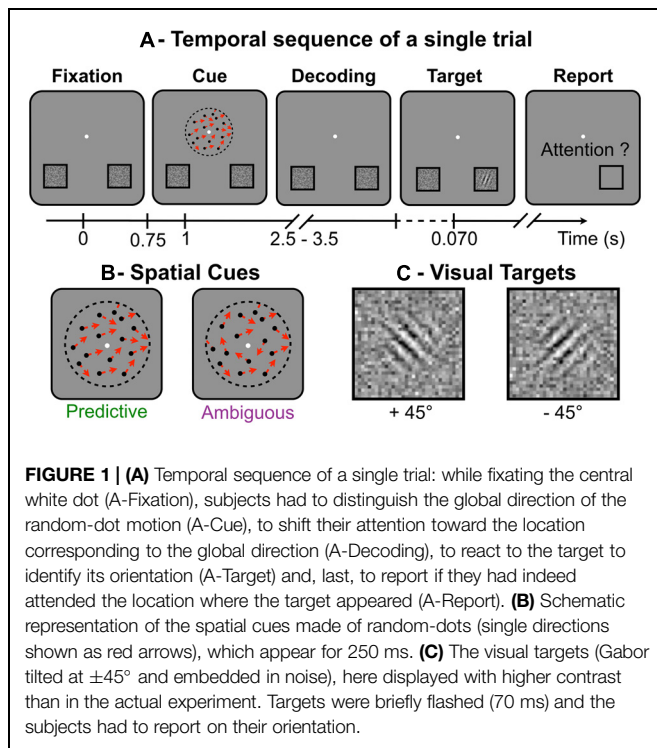 A - Temporal sequence of a single trial
Fixation Cue Decoding Target Report
Attention ?
0 0.75 1 2.5 - 3.5 0.070 Time (s)
B - Spatial Cues
C - Visual Targets
Predictive Ambiguous
+ 45° - 45°
FIGURE 1 | (A) Temporal sequence of a single trial: while fixating the central
white dot (A-Fixation), subjects had to distinguish the global direction of the
random-dot motion (A-Cue), to shift their attention toward the location
corresponding to the global direction (A-Decoding), to react to the target to
identify its orientation (A-Target) and, last, to report if they had indeed
attended the location where the target appeared (A-Report). (B) Schematic
representation of the spatial cues made of random-dots (single directions
shown as red arrows), which appear for 250 ms. (C) The visual targets (Gabor
tilted at ±45° and embedded in noise), here displayed with higher contrast
than in the actual experiment. Targets were briefly flashed (70 ms) and the
subjects had to report on their orientation.